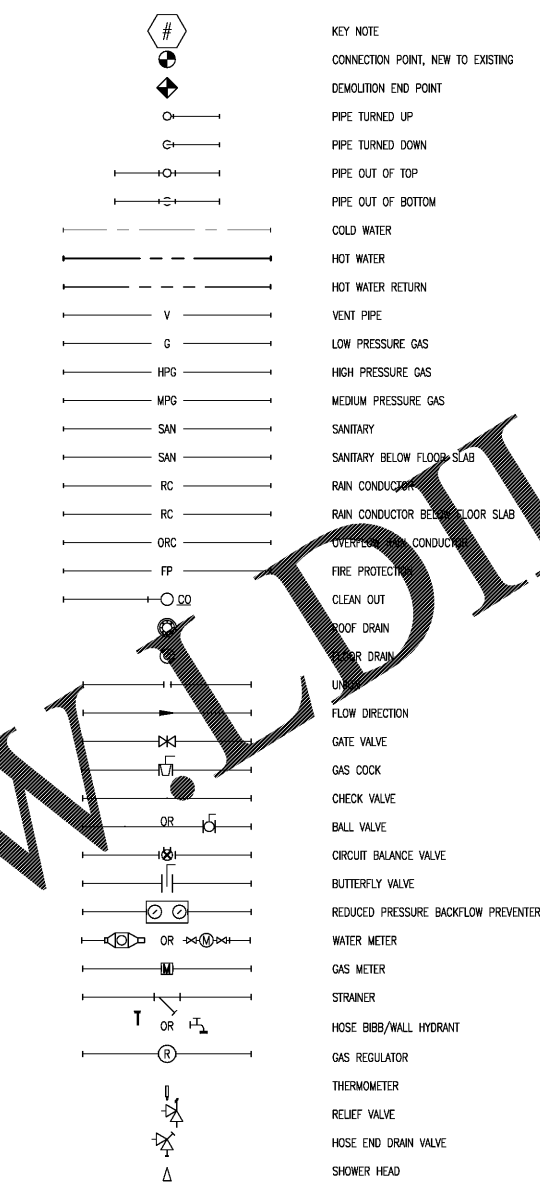 # KEY NOTE
CONNECTION POINT, NEW TO EXISTING
DEMOLITION END POINT
PIPE TURNED UP
PIPE TURNED DOWN
PIPE OUT OF TOP
PIPE OUT OF BOTTOM
COLD WATER
HOT WATER
HOT WATER RETURN
V VENT PIPE
G LOW PRESSURE GAS
HPG HIGH PRESSURE GAS
MPG MEDIUM PRESSURE GAS
SAN SANITARY
SAN SANITARY BELOW FLOOR SLAB
RC RAIN CONDUCTOR
RC RAIN CONDUCTOR BELOW FLOOR SLAB
ORC OVERFLOW RAIN CONDUCTOR
FP FIRE PROTECTION
CO CLEAN OUT
ROOF DRAIN
FLOOR DRAIN
UNION
FLOW DIRECTION
GATE VALVE
GAS COCK
CHECK VALVE
OR BALL VALVE
CIRCUIT BALANCE VALVE
BUTTERFLY VALVE
REDUCED PRESSURE BACKFLOW PREVENTER
OR M WATER METER
M GAS METER
STRAINER
OR HOSE BIBB/WALL HYDRANT
R GAS REGULATOR
THERMOMETER
RELIEF VALVE
HOSE END DRAIN VALVE
SHOWER HEAD
W.LDI